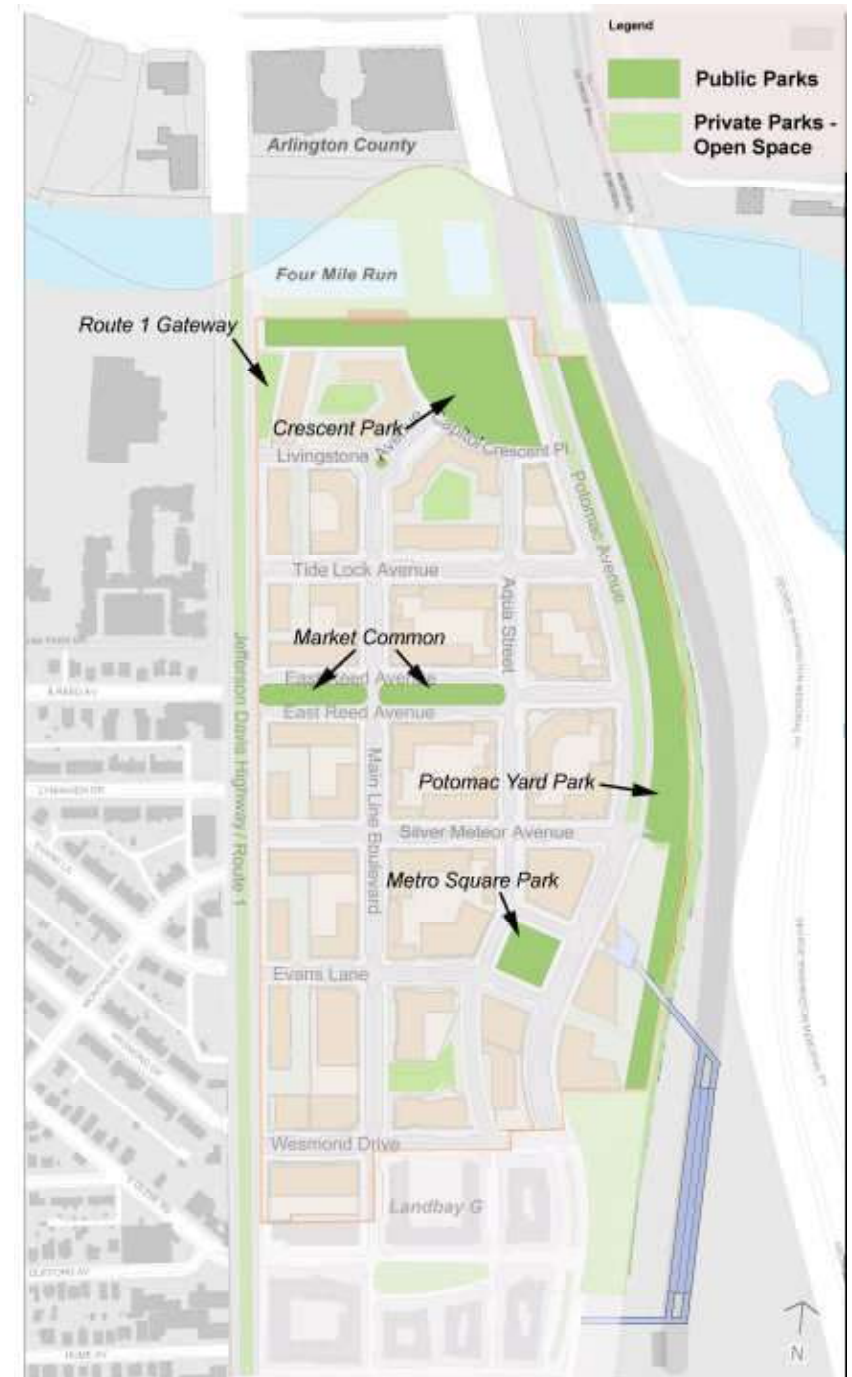 Legend
Public Parks
Private Parks -
Open Space
Arlington County
Four Mile Run
Route 1 Gateway
Crescent Park
Livingstone Avenue
Capitol Crescent Pl
Potomac Avenue
Tide Lock Avenue
Aqua Street
Market Common
East Reed Avenue
East Reed Avenue
Jefferson Davis Highway/ Route 1
Main Line Boulevard
Potomac Yard Park
Silver Meteor Avenue
Metro Square Park
Evans Lane
Wesmond Drive
Landbay G
N